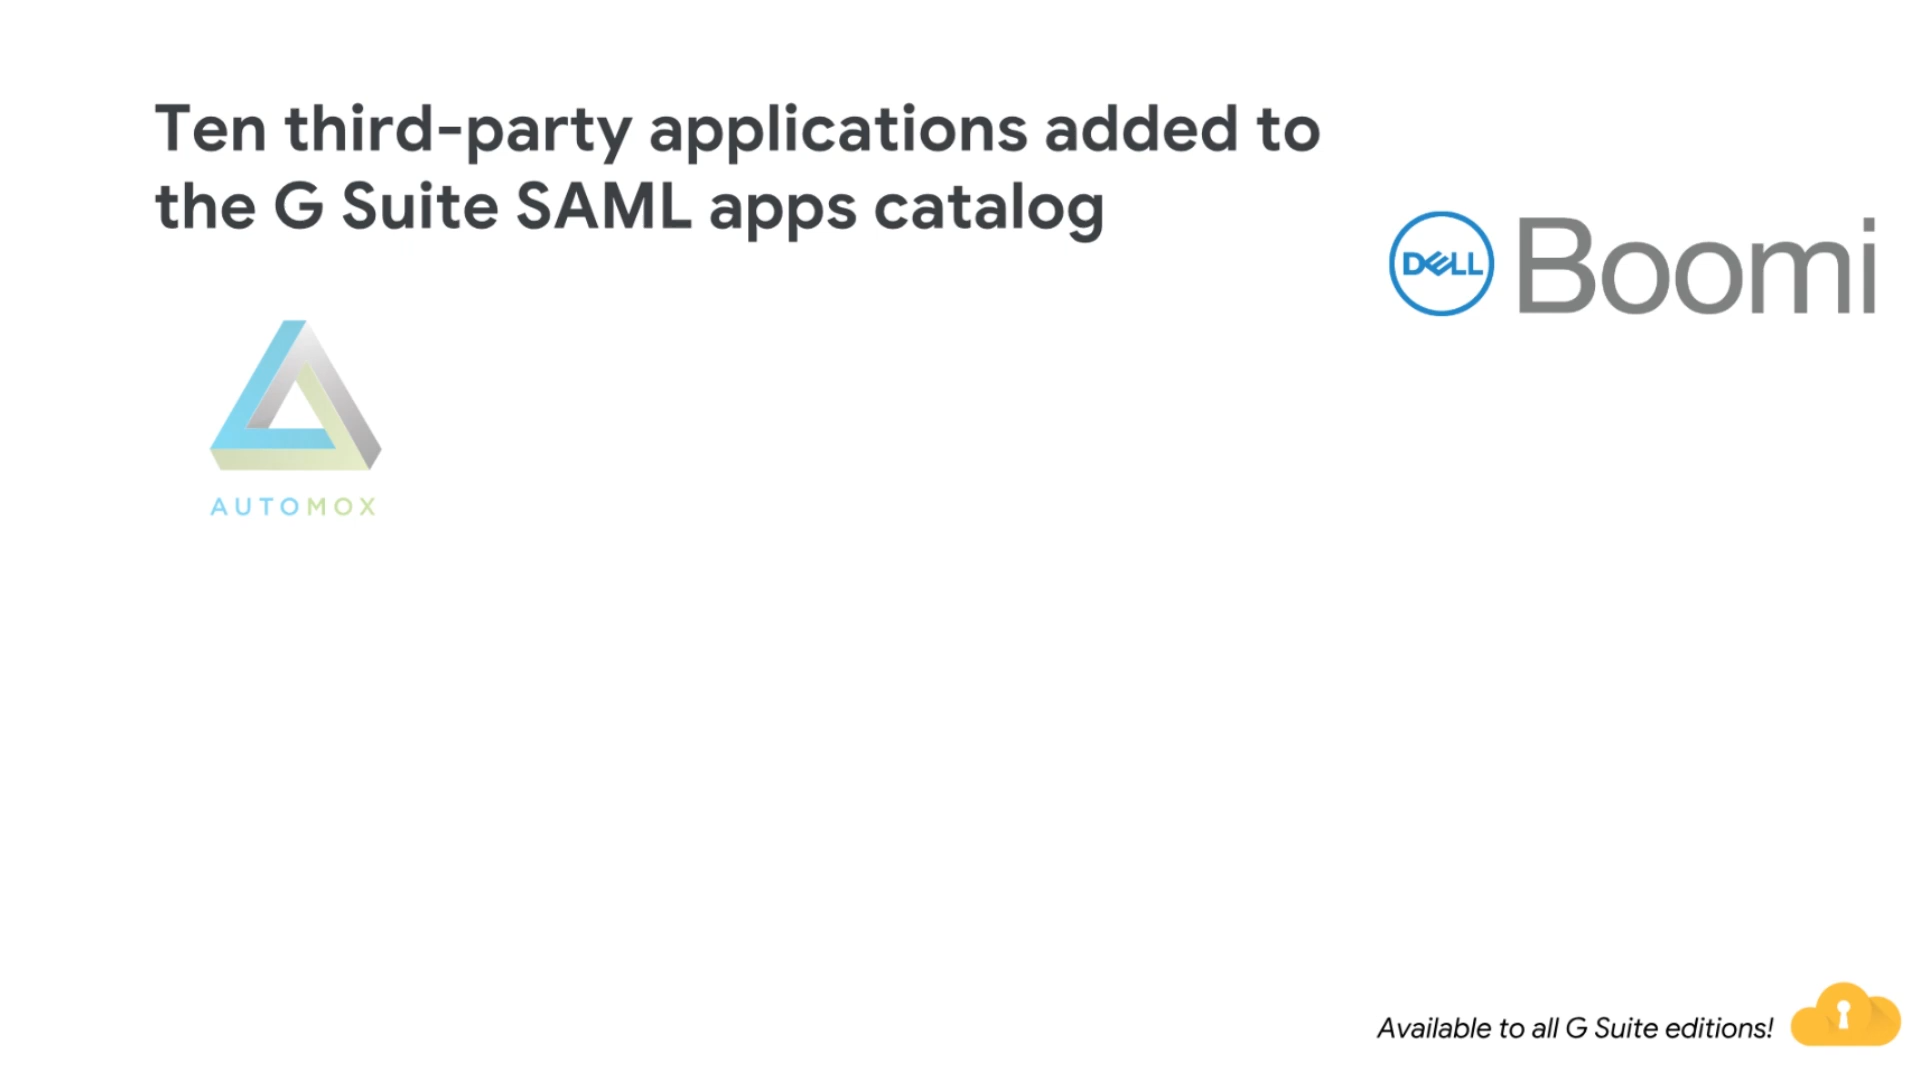 Ten third-party applications added to
the G Suite SAML apps catalog
DELL Boomi
AUTOMOX
Available to all G Suite editions!